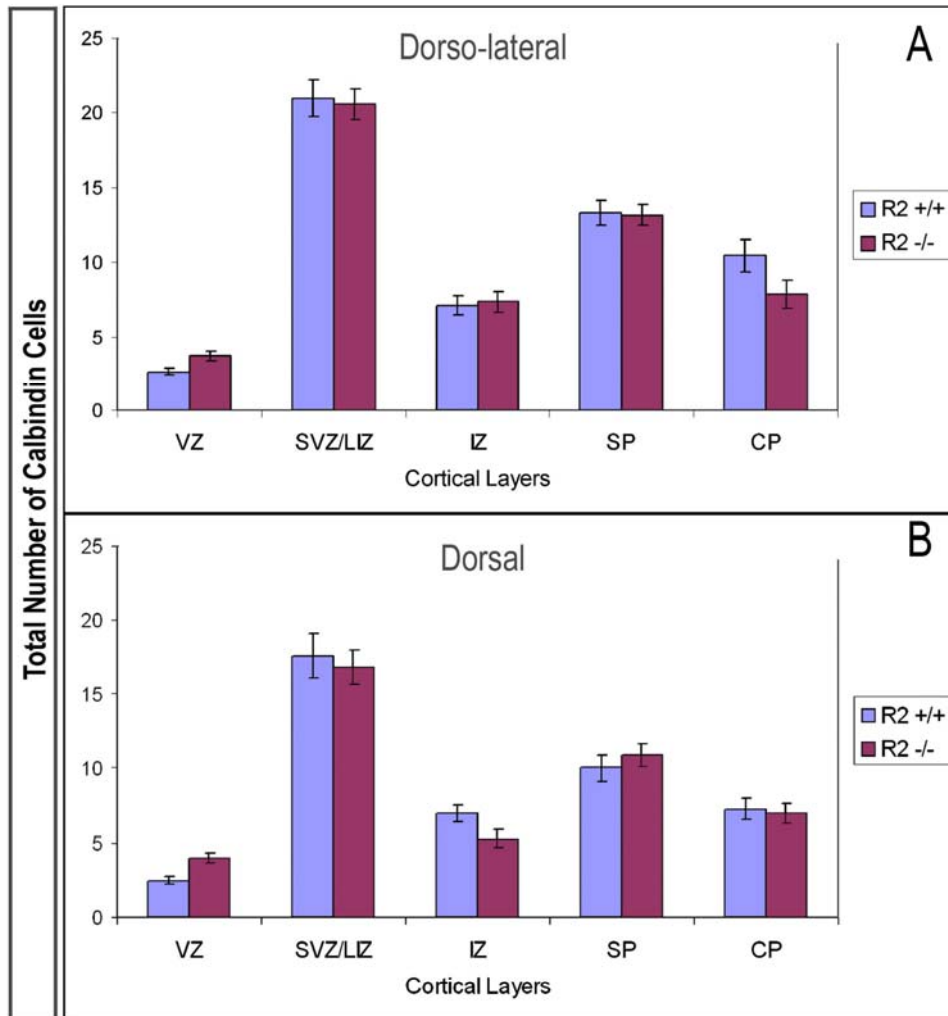 Total Number of Calbindin Cells
Dorso-lateral
A
25
20
15
10
5
0
VZ SVZ/LIZ IZ SP CP
Cortical Layers
R2 +/+
R2 -/-
Dorsal
B
25
20
15
10
5
0
VZ SVZ/LIZ IZ SP CP
Cortical Layers
R2 +/+
R2 -/-